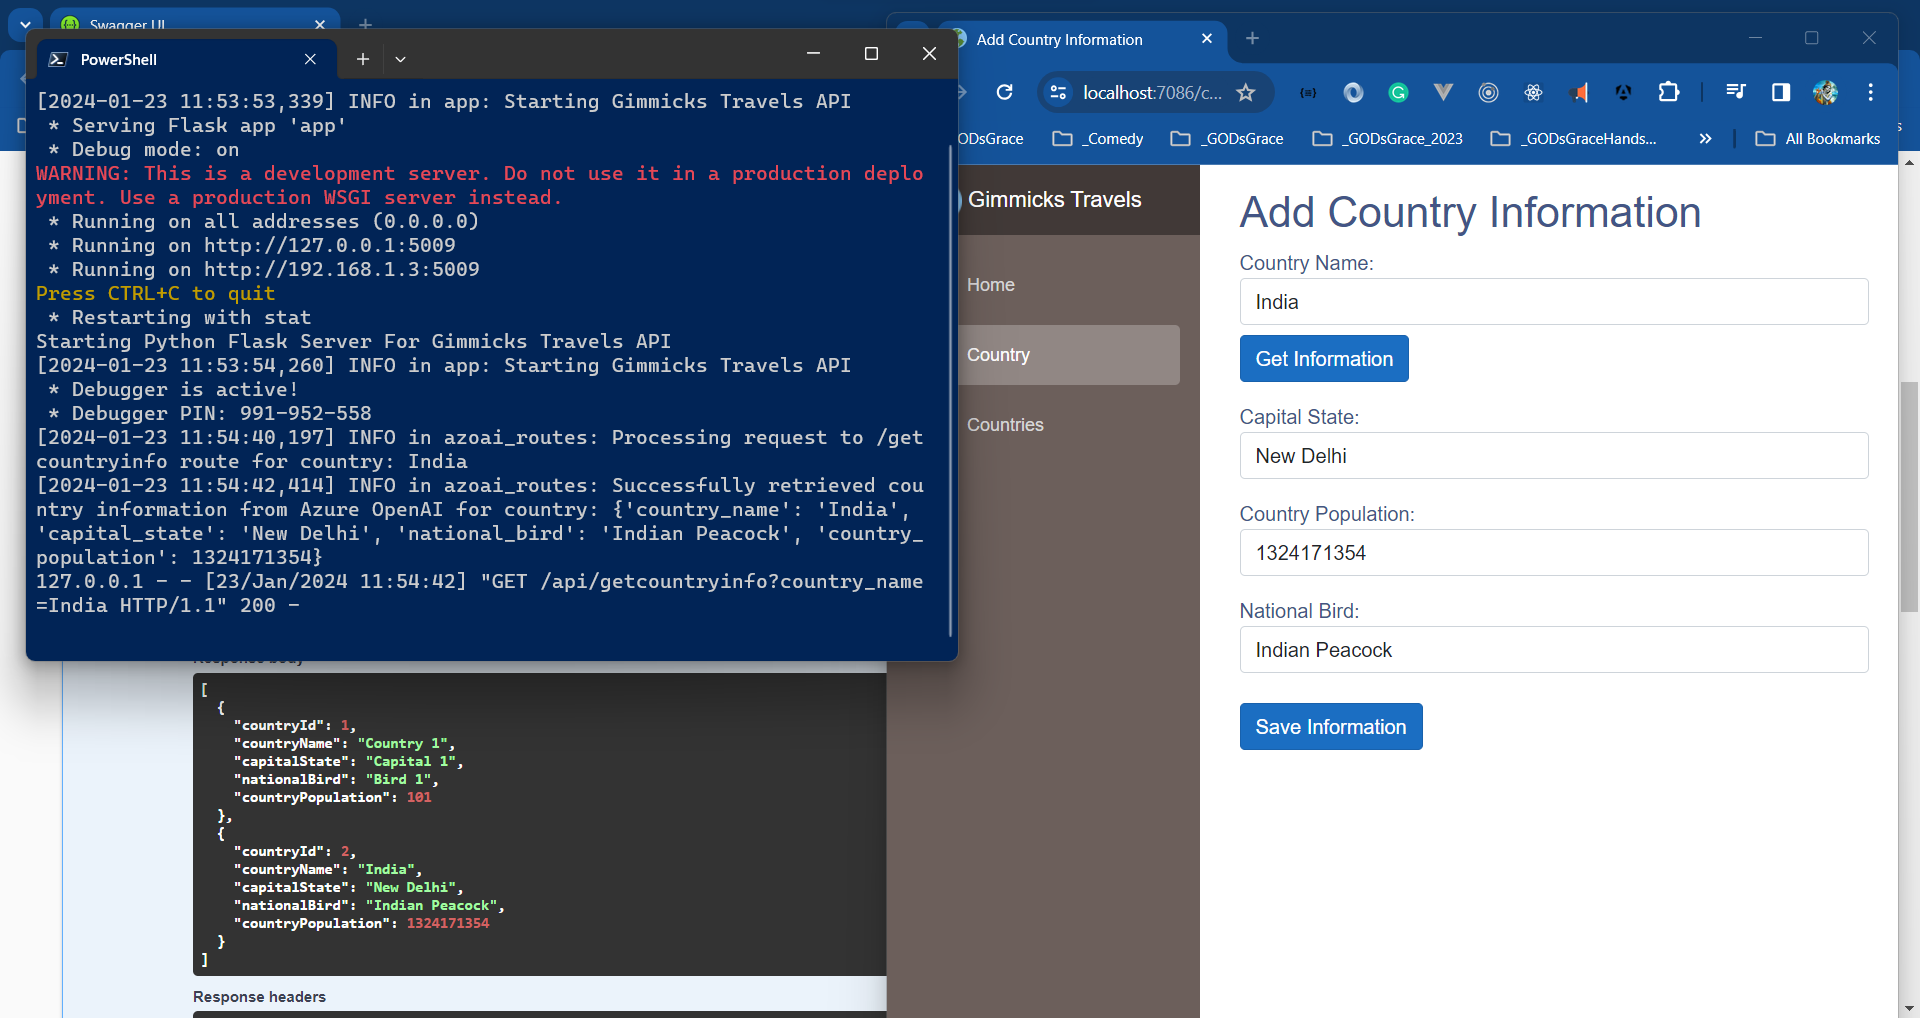 Swagger UI
PowerShell
[2024-01-23 11:53:53,339] INFO in app: Starting Gimmicks Travels API
* Serving Flask app 'app'
* Debug mode: on
WARNING: This is a development server. Do not use it in a production deplo
yment. Use a production WSGI server instead.
* Running on all addresses (0.0.0.0)
* Running on http://127.0.0.1:5009
* Running on http://192.168.1.3:5009
Press CTRL+C to quit
* Restarting with stat
Starting Python Flask Server For Gimmicks Travels API
[2024-01-23 11:53:54,260] INFO in app: Starting Gimmicks Travels API
* Debugger is active!
* Debugger PIN: 991-952-558
[2024-01-23 11:54:40,197] INFO in azoai_routes: Processing request to /get
countryinfo route for country: India
[2024-01-23 11:54:42,414] INFO in azoai_routes: Successfully retrieved cou
ntry information from Azure OpenAI for country: {'country_name': 'India',
'capital_state': 'New Delhi', 'national_bird': 'Indian Peacock', 'country_
population': 1324171354}
127.0.0.1 - - [23/Jan/2024 11:54:42] "GET /api/getcountryinfo?country_name
=India HTTP/1.1" 200 -
Response body
[
{
"countryId": 1,
"countryName": "Country 1",
"capitalState": "Capital 1",
"nationalBird": "Bird 1",
"countryPopulation": 101
},
{
"countryId": 2,
"countryName": "India",
"capitalState": "New Delhi",
"nationalBird": "Indian Peacock",
"countryPopulation": 1324171354
}
]
Response headers
Add Country Information
localhost:7086/c...
ODsGrace
_Comedy
_GODsGrace
_GODsGrace_2023
_GODsGraceHands...
All Bookmarks
Gimmicks Travels
Home
Country
Countries
Add Country Information
Country Name:
India
Get Information
Capital State:
New Delhi
Country Population:
1324171354
National Bird:
Indian Peacock
Save Information